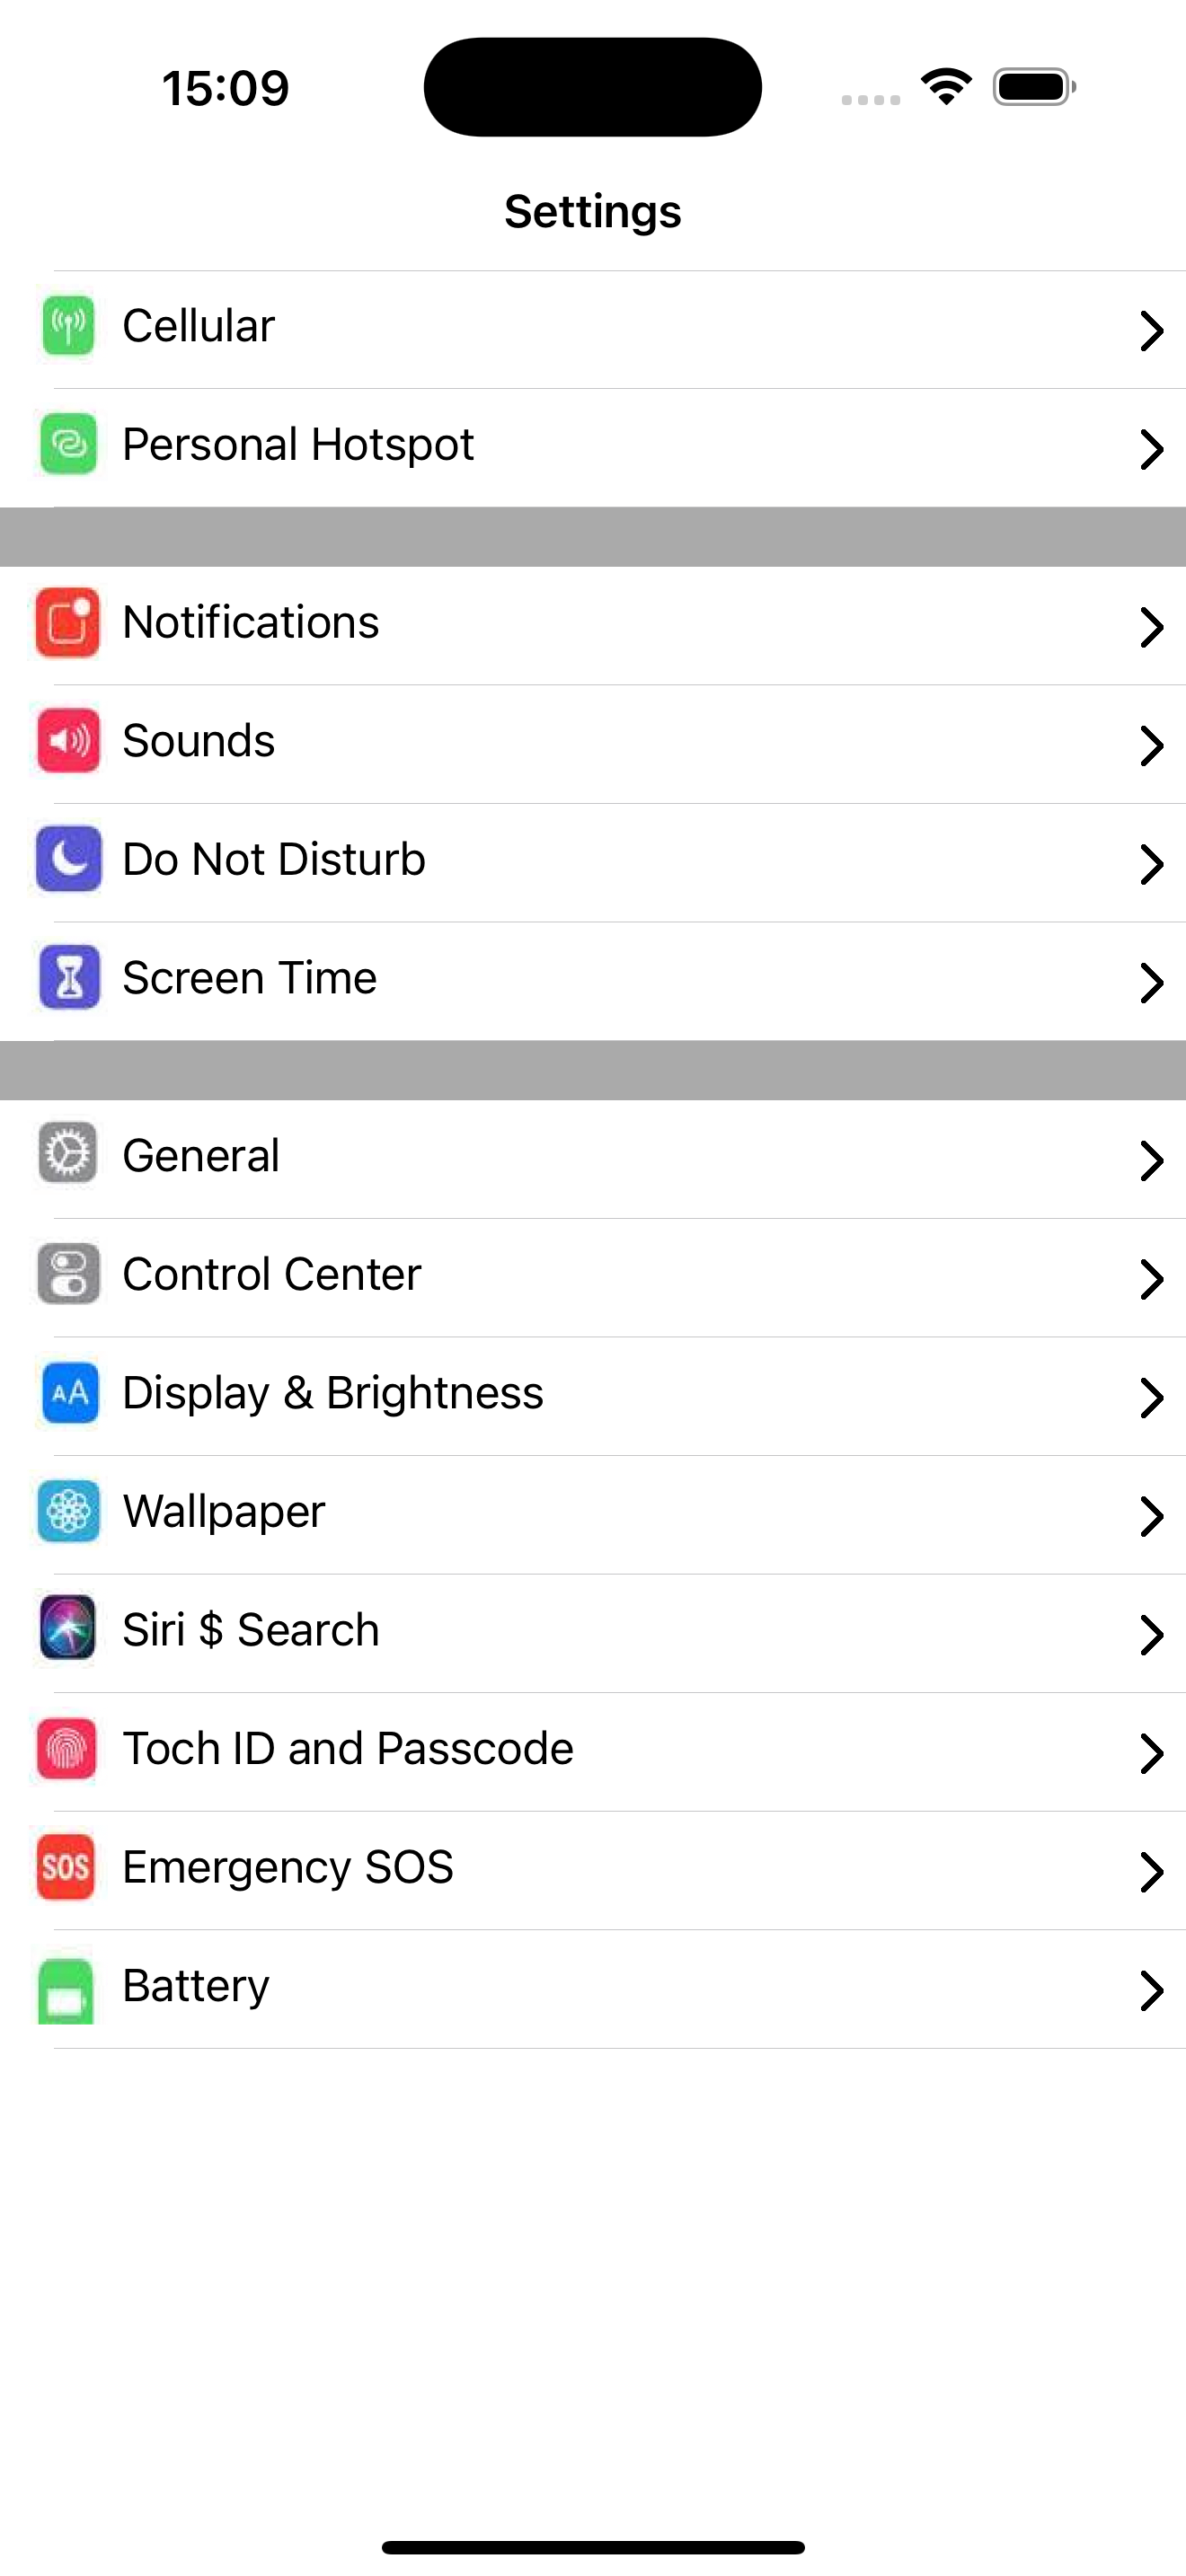 15:09
Settings
Cellular
Personal Hotspot
Notifications
Sounds
Do Not Disturb
Screen Time
General
Control Center
AA Display & Brightness
Wallpaper
Siri $ Search
Toch ID and Passcode
SOS Emergency SOS
Battery